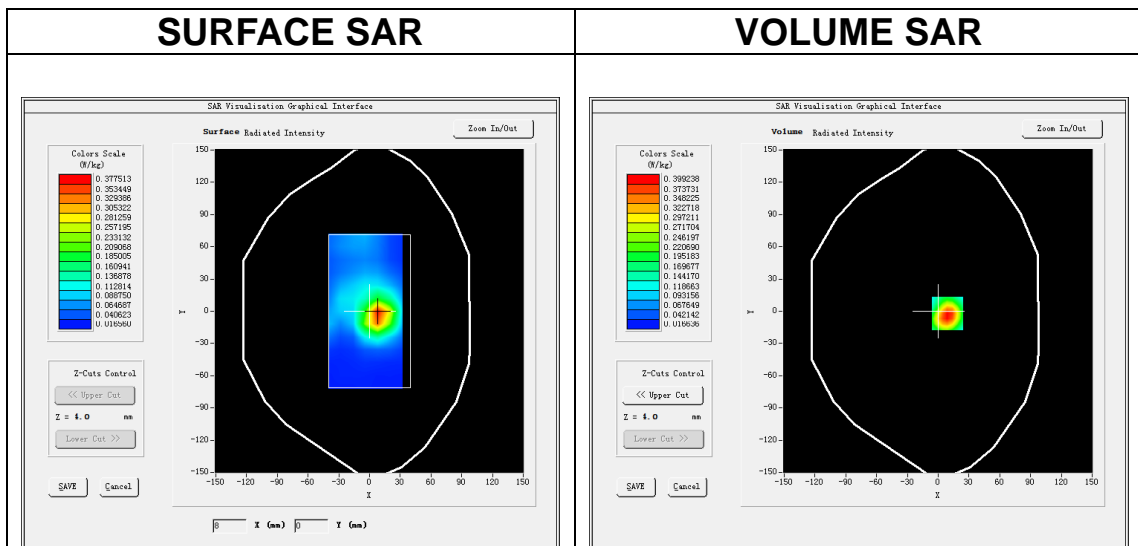 SURFACE SAR
VOLUME SAR
SAR Visualisation Graphical Interface
Surface Radiated Intensity
Zoom In/Out
Colors Scale
(W/kg)
0.377513
0.353449
0.329386
0.305322
0.281259
0.257195
0.233132
0.209068
0.185005
0.160941
0.136878
0.112814
0.088750
0.064687
0.040623
0.016560
150
120
90
60
30
0
-30
-60
-90
-120
-150
Y
-150 -120 -90 -60 -30 0 30 60 90 120 150
X
Z-Cuts Control
<< Upper Cut
Z = 4.0 mm
Lower Cut >>
SAVE Cancel
8 X (mm) 0 Y (mm)
SAR Visualisation Graphical Interface
Volume Radiated Intensity
Zoom In/Out
Colors Scale
(W/kg)
0.399238
0.373731
0.348225
0.322718
0.297211
0.271704
0.246197
0.220690
0.195183
0.169677
0.144170
0.118663
0.093156
0.067649
0.042142
0.016636
150
120
90
60
30
0
-30
-60
-90
-120
-150
Y
-150 -120 -90 -60 -30 0 30 60 90 120 150
X
Z-Cuts Control
<< Upper Cut
Z = 4.0 mm
Lower Cut >>
SAVE Cancel